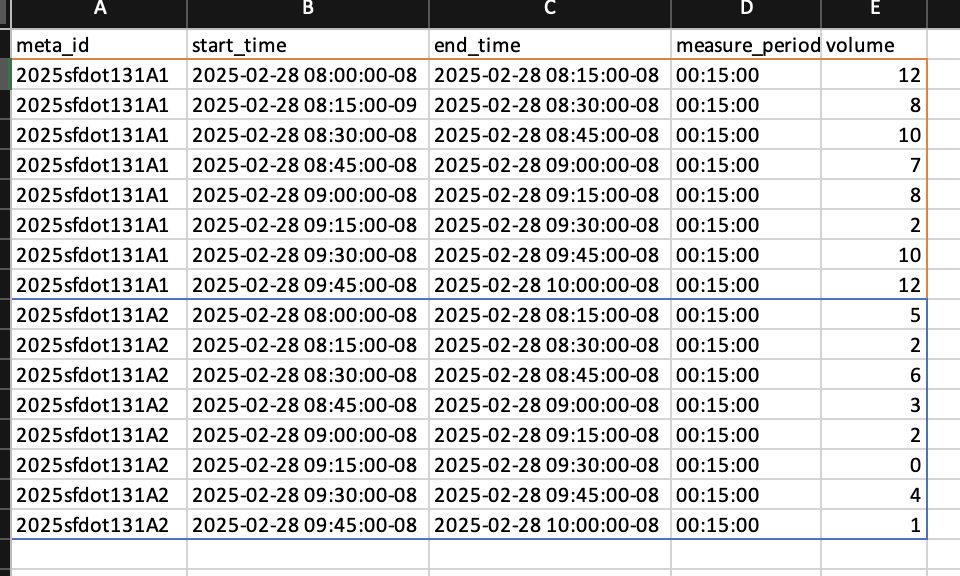 A B C D E
meta_id start_time end_time measure_period volume
2025sfdot131A1 2025-02-28 08:00:00-08 2025-02-28 08:15:00-08 00:15:00 12
2025sfdot131A1 2025-02-28 08:15:00-09 2025-02-28 08:30:00-08 00:15:00 8
2025sfdot131A1 2025-02-28 08:30:00-08 2025-02-28 08:45:00-08 00:15:00 10
2025sfdot131A1 2025-02-28 08:45:00-08 2025-02-28 09:00:00-08 00:15:00 7
2025sfdot131A1 2025-02-28 09:00:00-08 2025-02-28 09:15:00-08 00:15:00 8
2025sfdot131A1 2025-02-28 09:15:00-08 2025-02-28 09:30:00-08 00:15:00 2
2025sfdot131A1 2025-02-28 09:30:00-08 2025-02-28 09:45:00-08 00:15:00 10
2025sfdot131A1 2025-02-28 09:45:00-08 2025-02-28 10:00:00-08 00:15:00 12
2025sfdot131A2 2025-02-28 08:00:00-08 2025-02-28 08:15:00-08 00:15:00 5
2025sfdot131A2 2025-02-28 08:15:00-08 2025-02-28 08:30:00-08 00:15:00 2
2025sfdot131A2 2025-02-28 08:30:00-08 2025-02-28 08:45:00-08 00:15:00 6
2025sfdot131A2 2025-02-28 08:45:00-08 2025-02-28 09:00:00-08 00:15:00 3
2025sfdot131A2 2025-02-28 09:00:00-08 2025-02-28 09:15:00-08 00:15:00 2
2025sfdot131A2 2025-02-28 09:15:00-08 2025-02-28 09:30:00-08 00:15:00 0
2025sfdot131A2 2025-02-28 09:30:00-08 2025-02-28 09:45:00-08 00:15:00 4
2025sfdot131A2 2025-02-28 09:45:00-08 2025-02-28 10:00:00-08 00:15:00 1